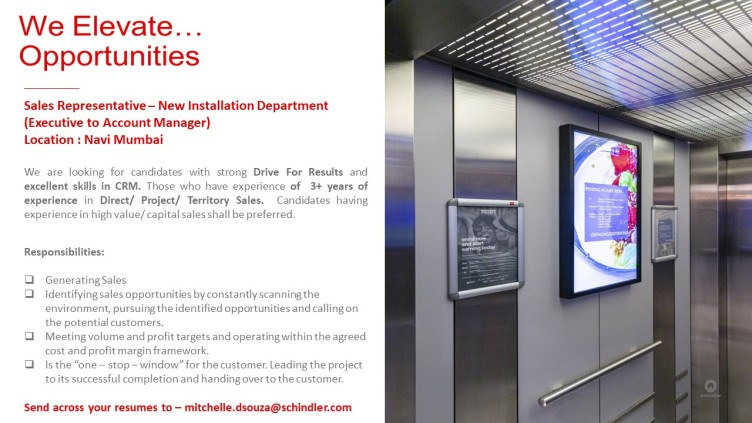 We Elevate…
Opportunities
Sales Representative – New Installation Department
(Executive to Account Manager)
Location : Navi Mumbai
We are looking for candidates with strong Drive For Results and
excellent skills in CRM. Those who have experience of 3+ years of
experience in Direct/ Project/ Territory Sales. Candidates having
experience in high value/ capital sales shall be preferred.
Responsibilities:
❑ Generating Sales
❑ Identifying sales opportunities by constantly scanning the
environment, pursuing the identified opportunities and calling on
the potential customers.
❑ Meeting volume and profit targets and operating within the agreed
cost and profit margin framework.
❑ Is the “one – stop – window” for the customer. Leading the project
to its successful completion and handing over to the customer.
Send across your resumes to – mitchelle.dsouza@schindler.com